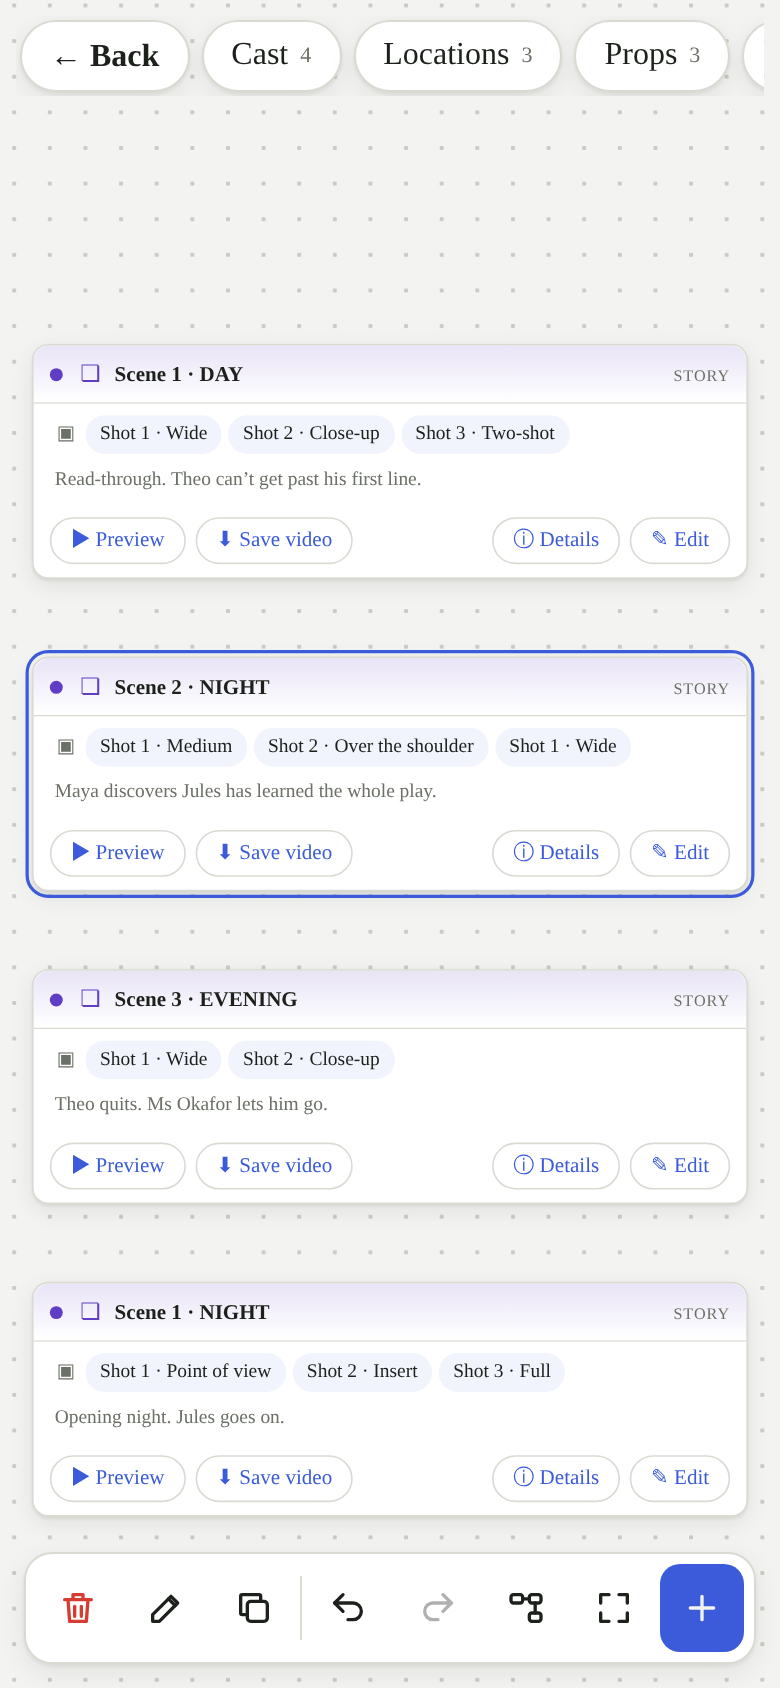 ← Back Cast 4 Locations 3 Props 3
Scene 1 · DAY STORY
Shot 1 · Wide Shot 2 · Close-up Shot 3 · Two-shot
Read-through. Theo can’t get past his first line.
▶ Preview ⬇ Save video ⓘ Details ✎ Edit
Scene 2 · NIGHT STORY
Shot 1 · Medium Shot 2 · Over the shoulder Shot 1 · Wide
Maya discovers Jules has learned the whole play.
▶ Preview ⬇ Save video ⓘ Details ✎ Edit
Scene 3 · EVENING STORY
Shot 1 · Wide Shot 2 · Close-up
Theo quits. Ms Okafor lets him go.
▶ Preview ⬇ Save video ⓘ Details ✎ Edit
Scene 1 · NIGHT STORY
Shot 1 · Point of view Shot 2 · Insert Shot 3 · Full
Opening night. Jules goes on.
▶ Preview ⬇ Save video ⓘ Details ✎ Edit